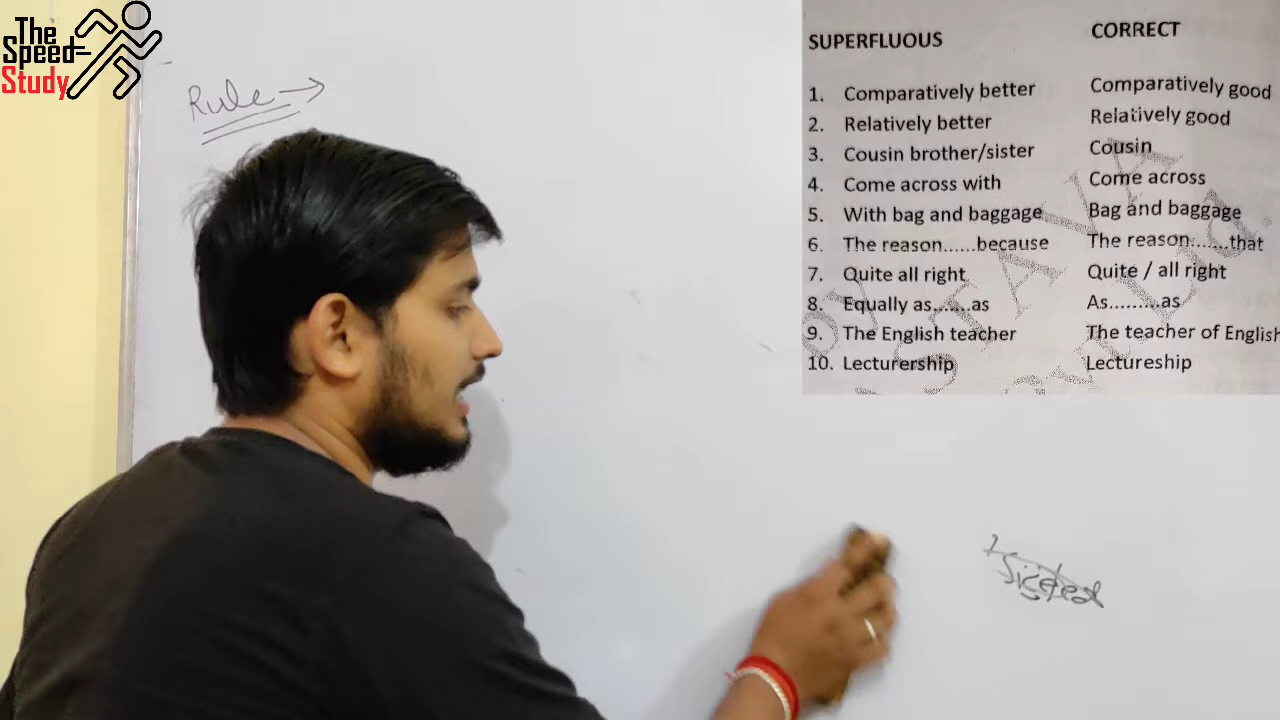 The
Speed
Study
Rule →
SUPERFLUOUS CORRECT
1. Comparatively better Comparatively good
2. Relatively better Relatively good
3. Cousin brother/sister Cousin
4. Come across with Come across
5. With bag and baggage Bag and baggage
6. The reason......because The reason.......that
7. Quite all right Quite / all right
8. Equally as.......as As.........as
9. The English teacher The teacher of English
10. Lecturership Lectureship